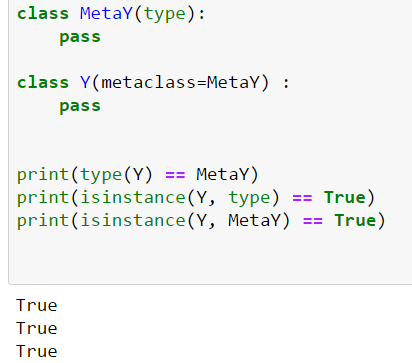 class MetaY(type):
    pass
class Y(metaclass=MetaY) :
    pass
print(type(Y) == MetaY)
print(isinstance(Y, type) == True)
print(isinstance(Y, MetaY) == True)
True
True
True